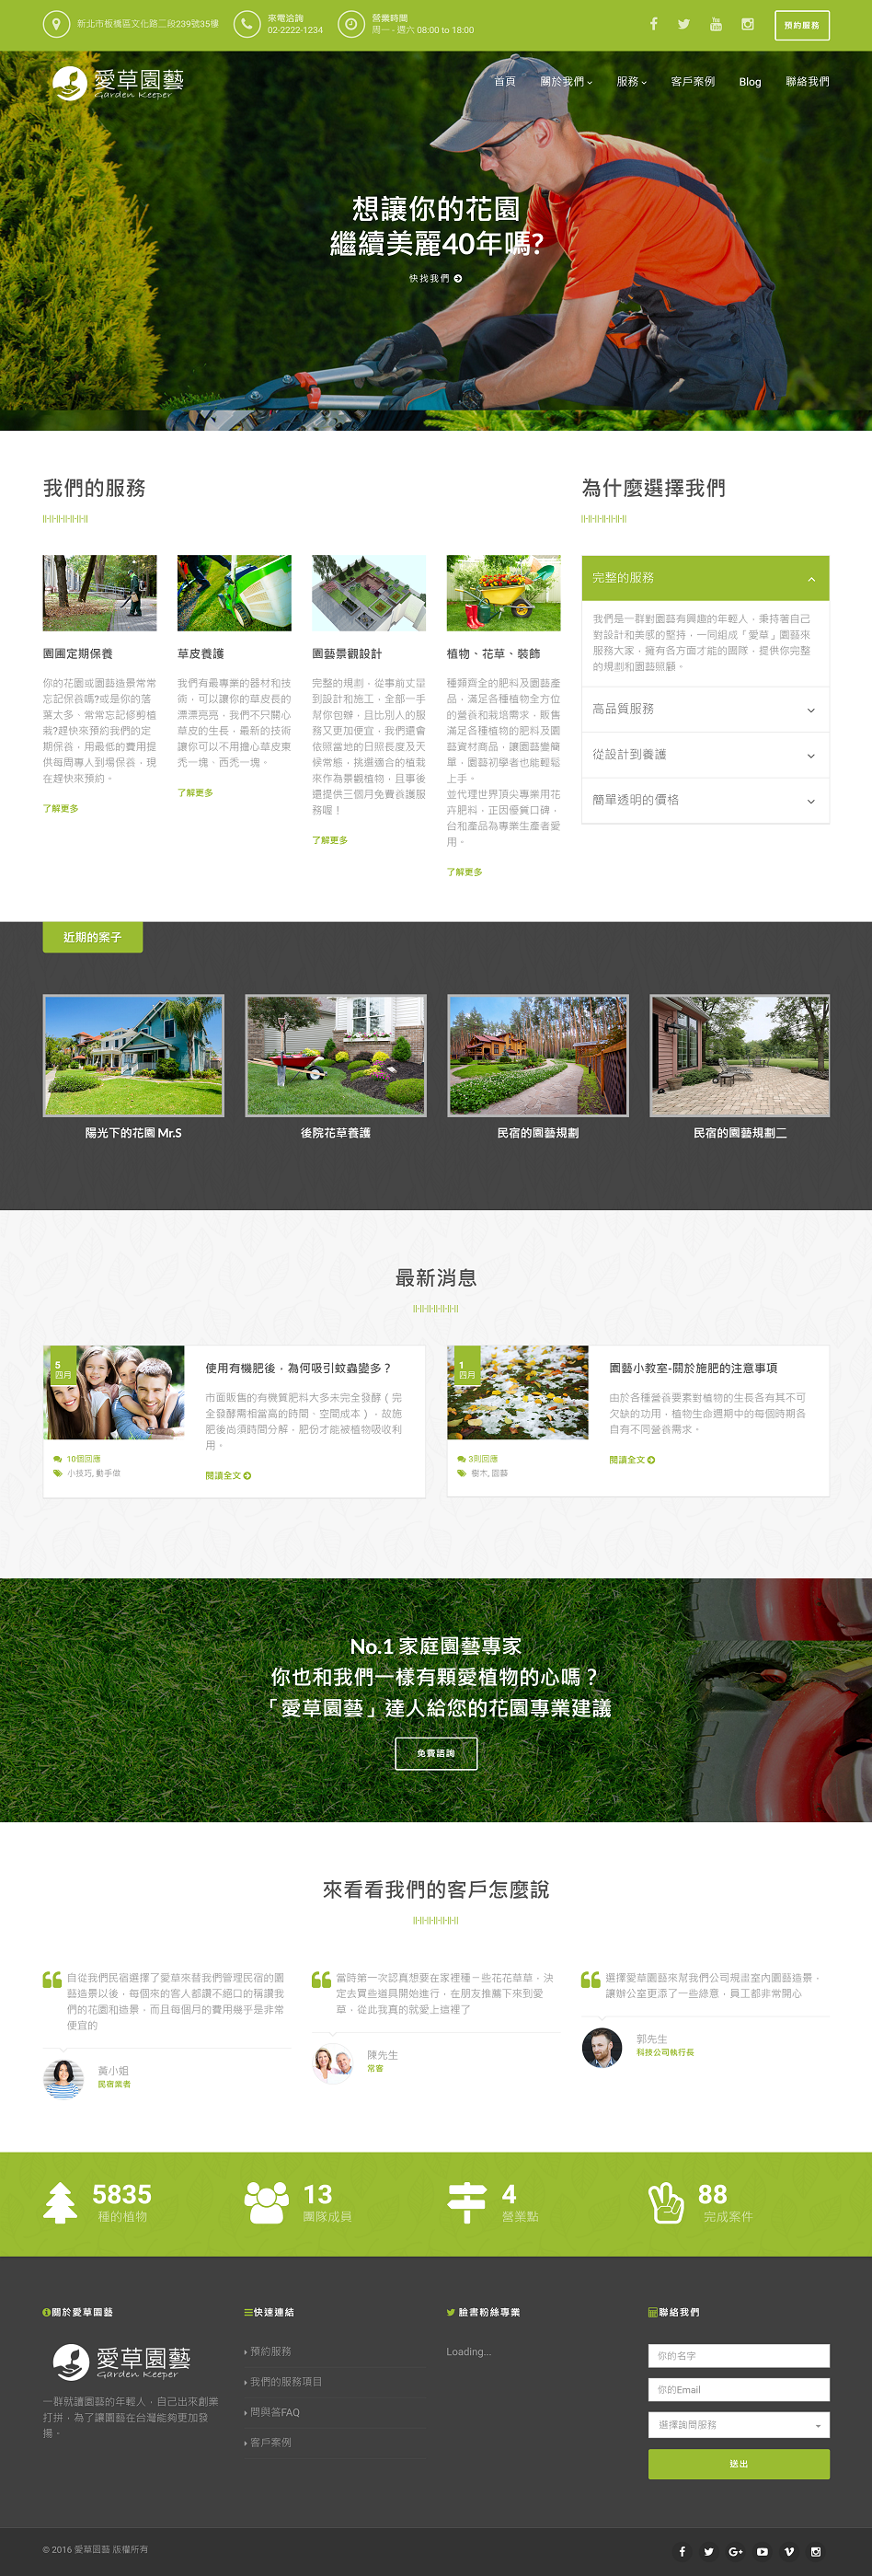 新北市板橋區文化路二段239號35樓
來電洽詢
02-2222-1234
營業時間
周一 - 週六 08:00 to 18:00
預約服務
愛草園藝
Garden Keeper
首頁
關於我們
服務
客戶案例
Blog
聯絡我們
想讓你的花園
繼續美麗40年嗎?
快找我們
我們的服務
園圃定期保養
你的花園或園藝造景常常
忘記保養嗎?或是你的落
葉太多、常常忘記修剪植
栽?趕快來預約我們的定
期保養，用最低的費用提
供每周專人到場保養，現
在趕快來預約。
了解更多
草皮養護
我們有最專業的器材和技
術，可以讓你的草皮長的
漂漂亮亮，我們不只關心
草皮的生長，最新的技術
讓你可以不用擔心草皮東
禿一塊、西禿一塊。
了解更多
園藝景觀設計
完整的規劃，從事前丈量
到設計和施工，全部一手
幫你包辦，且比別人的服
務又更加便宜，我們還會
依照當地的日照長度及天
候常態，挑選適合的植栽
來作為景觀植物，且事後
還提供三個月免費養護服
務喔！
了解更多
植物、花草、裝飾
種類齊全的肥料及園藝產
品，滿足各種植物全方位
的營養和栽培需求，販售
滿足各種植物的肥料及園
藝資材商品，讓園藝變簡
單，園藝初學者也能輕鬆
上手。
並代理世界頂尖專業用花
卉肥料，正因優質口碑，
台和產品為專業生產者愛
用。
了解更多
為什麼選擇我們
完整的服務
我們是一群對園藝有興趣的年輕人，秉持著自己
對設計和美感的堅持，一同組成「愛草」園藝來
服務大家，擁有各方面才能的團隊，提供你完整
的規劃和園藝照顧。
高品質服務
從設計到養護
簡單透明的價格
近期的案子
陽光下的花園 Mr.S
後院花草養護
民宿的園藝規劃
民宿的園藝規劃二
最新消息
5
四月
10個回應
小技巧, 動手做
使用有機肥後，為何吸引蚊蟲變多？
市面販售的有機質肥料大多未完全發酵（完
全發酵需相當高的時間、空間成本），故施
肥後尚須時間分解，肥份才能被植物吸收利
用。
閱讀全文
1
四月
3則回應
樹木, 園藝
園藝小教室-關於施肥的注意事項
由於各種營養要素對植物的生長各有其不可
欠缺的功用，植物生命週期中的每個時期各
自有不同營養需求。
閱讀全文
No.1 家庭園藝專家
你也和我們一樣有顆愛植物的心嗎？
「愛草園藝」達人給您的花園專業建議
免費諮詢
來看看我們的客戶怎麼說
自從我們民宿選擇了愛草來替我們管理民宿的園
藝造景以後，每個來的客人都讚不絕口的稱讚我
們的花園和造景，而且每個月的費用幾乎是非常
便宜的
黃小姐
民宿業者
當時第一次認真想要在家裡種一些花花草草，決
定去買些道具開始進行，在朋友推薦下來到愛
草，從此我真的就愛上這裡了
陳先生
常客
選擇愛草園藝來幫我們公司規畫室內園藝造景，
讓辦公室更添了一些綠意，員工都非常開心
郭先生
科技公司執行長
5835
種的植物
13
團隊成員
4
營業點
88
完成案件
關於愛草園藝
愛草園藝
Garden Keeper
一群就讀園藝的年輕人，自己出來創業
打拼，為了讓園藝在台灣能夠更加發
揚。
快速連結
預約服務
我們的服務項目
問與答FAQ
客戶案例
臉書粉絲專業
Loading...
聯絡我們
你的名字
你的Email
選擇詢問服務
送出
© 2016 愛草園藝 版權所有